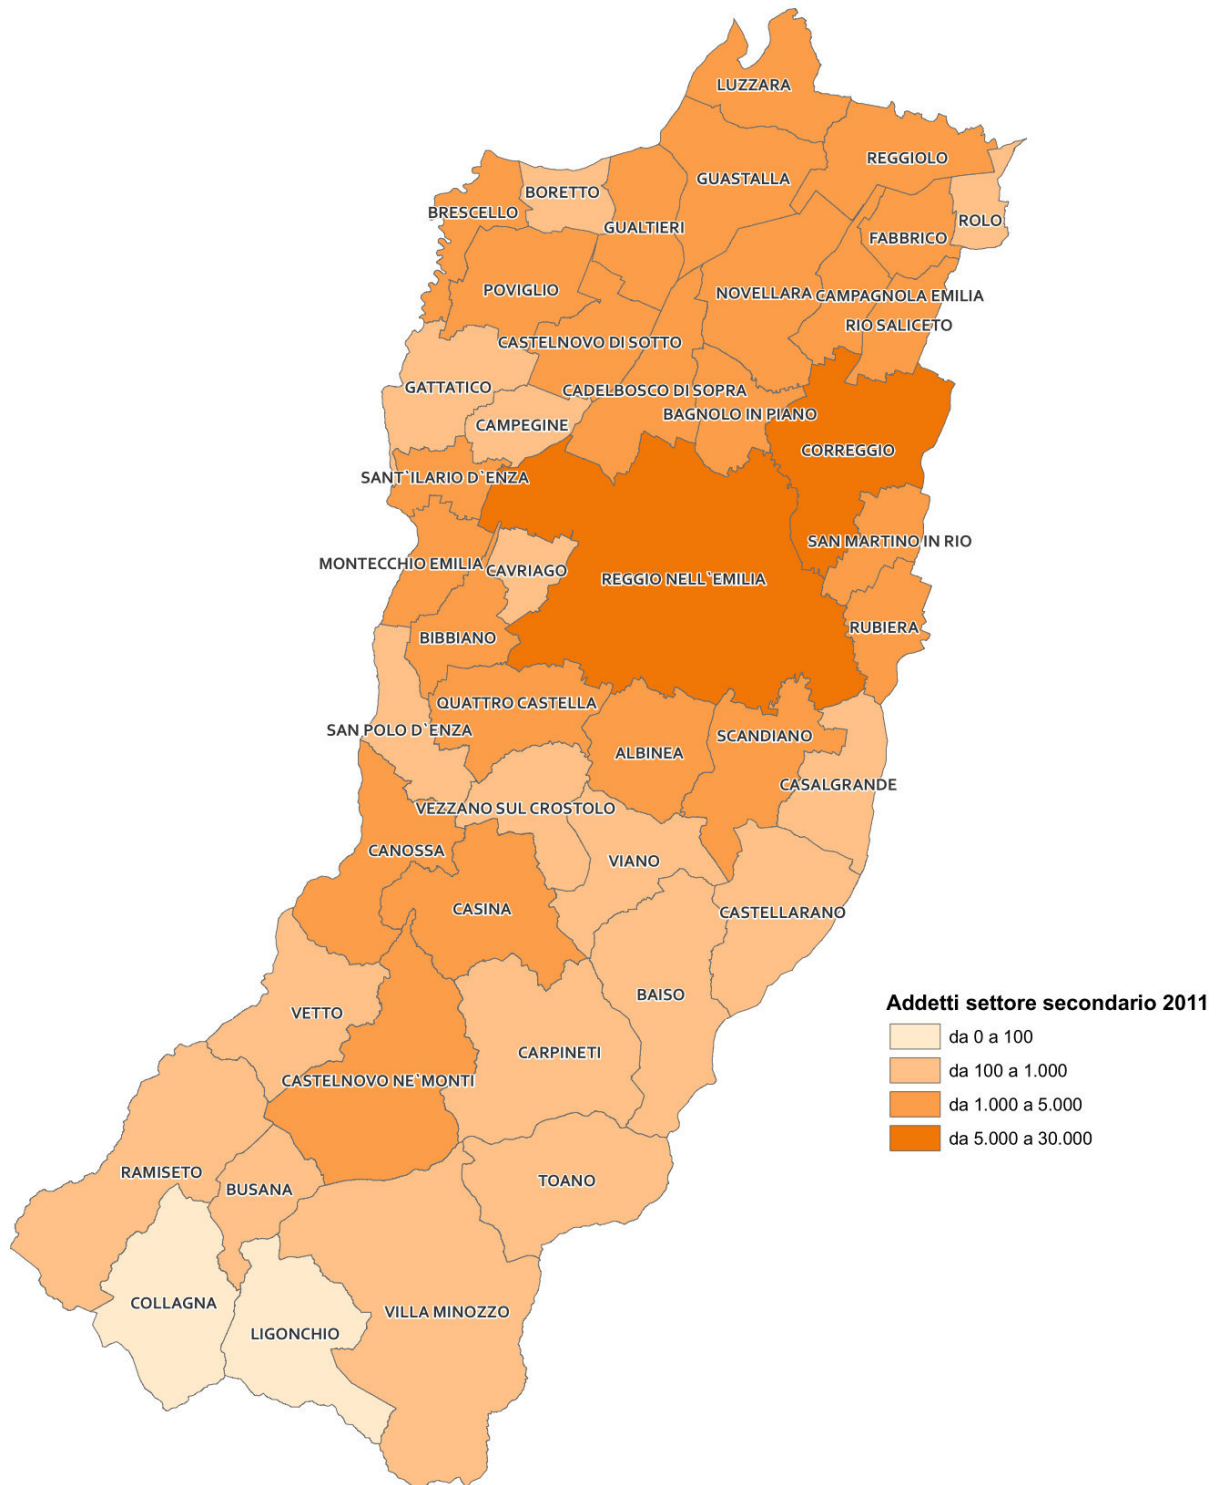 LUZZARA
REGGIOLO
GUASTALLA
BORETTO
BRESCELLO
ROLO
GUALTIERI
FABBRICO
POVIGLIO
NOVELLARA
CAMPAGNOLA EMILIA
RIO SALICETO
CASTELNOVO DI SOTTO
GATTATICO
CADELBOSCO DI SOPRA
BAGNOLO IN PIANO
CAMPEGINE
CORREGGIO
SANT`ILARIO D`ENZA
SAN MARTINO IN RIO
MONTECCHIO EMILIA
CAVRIAGO
REGGIO NELL`EMILIA
RUBIERA
BIBBIANO
QUATTRO CASTELLA
SAN POLO D`ENZA
SCANDIANO
ALBINEA
CASALGRANDE
VEZZANO SUL CROSTOLO
CANOSSA
VIANO
CASINA
CASTELLARANO
BAISO
VETTO
CARPINETI
CASTELNOVO NE`MONTI
RAMISETO
BUSANA
TOANO
COLLAGNA
VILLA MINOZZO
LIGONCHIO
Addetti settore secondario 2011
da 0 a 100
da 100 a 1.000
da 1.000 a 5.000
da 5.000 a 30.000